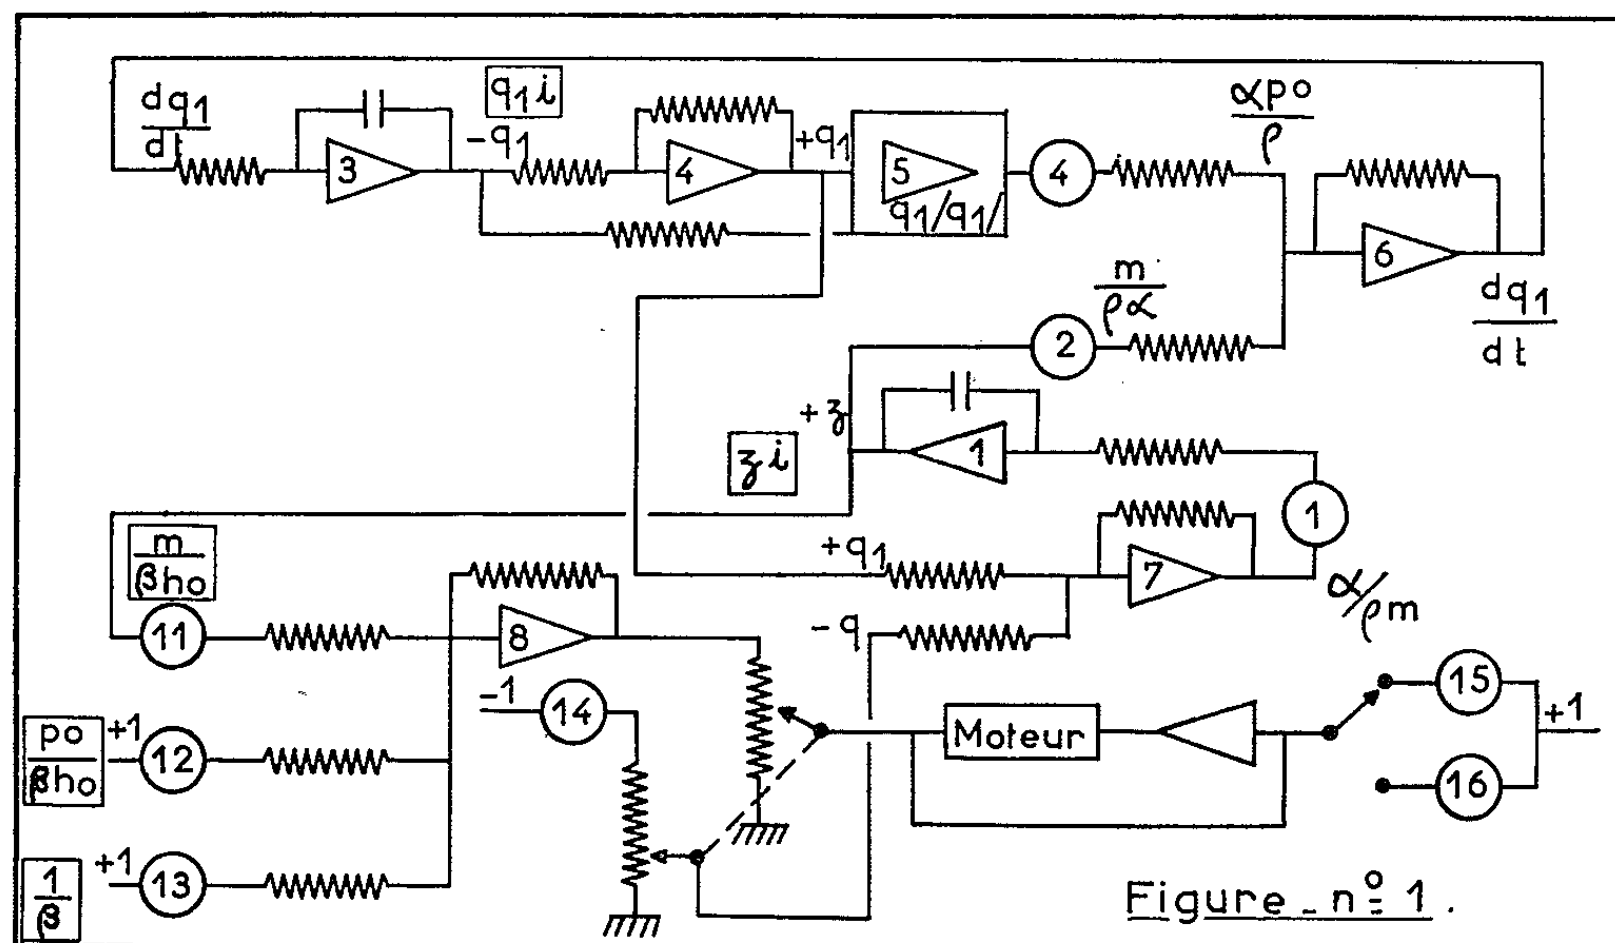 dq1
dt
q1i
-q1
+q1
3
4
5
q1/q1/
4
αpo
ρ
6
dq1
dt
m
ρα
2
+z
zi
1
1
m
βho
+q1
7
α/ρm
11
8
-q
-1
14
15
+1
po
βho
+1
12
Moteur
16
1
β
+1
13
Figure - nº 1 .